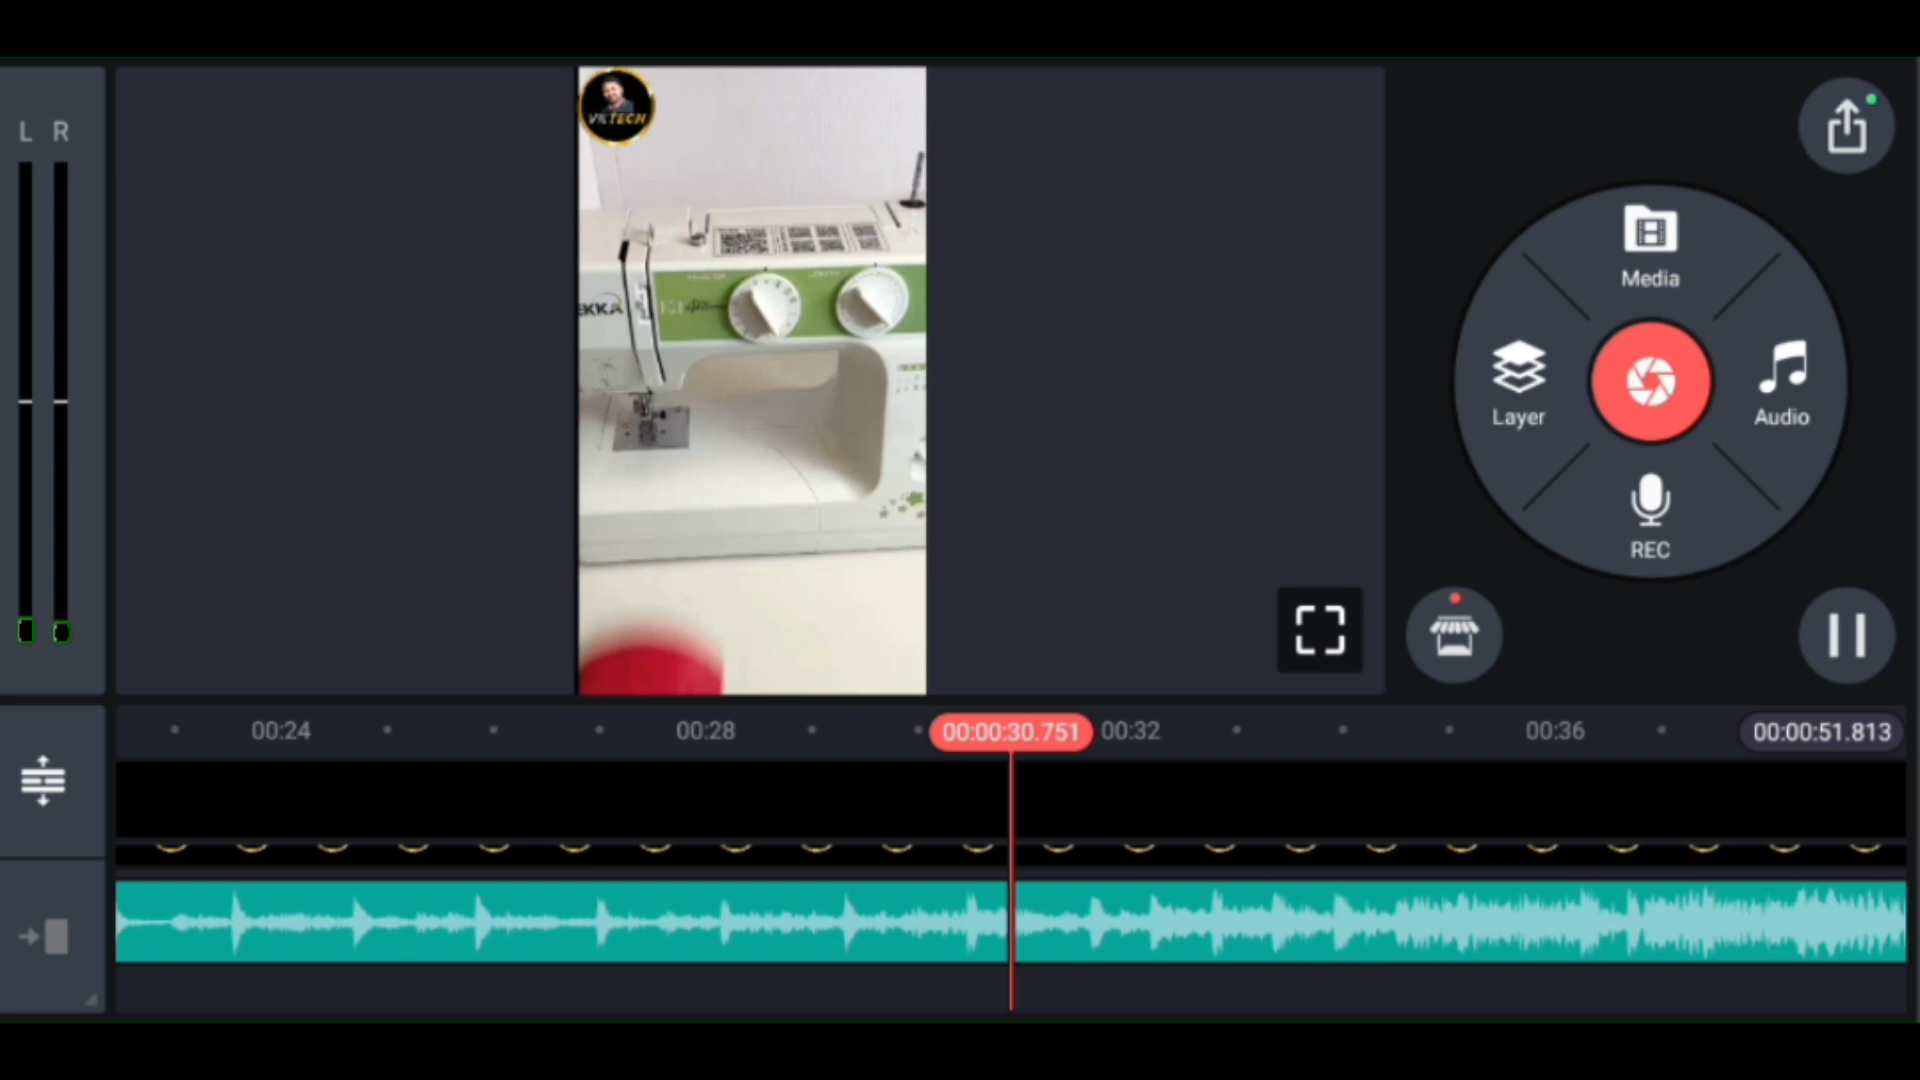 L R
VKTECH
EKKA
Media
Layer
Audio
REC
00:24
00:28
00:00:30.751
00:32
00:36
00:00:51.813